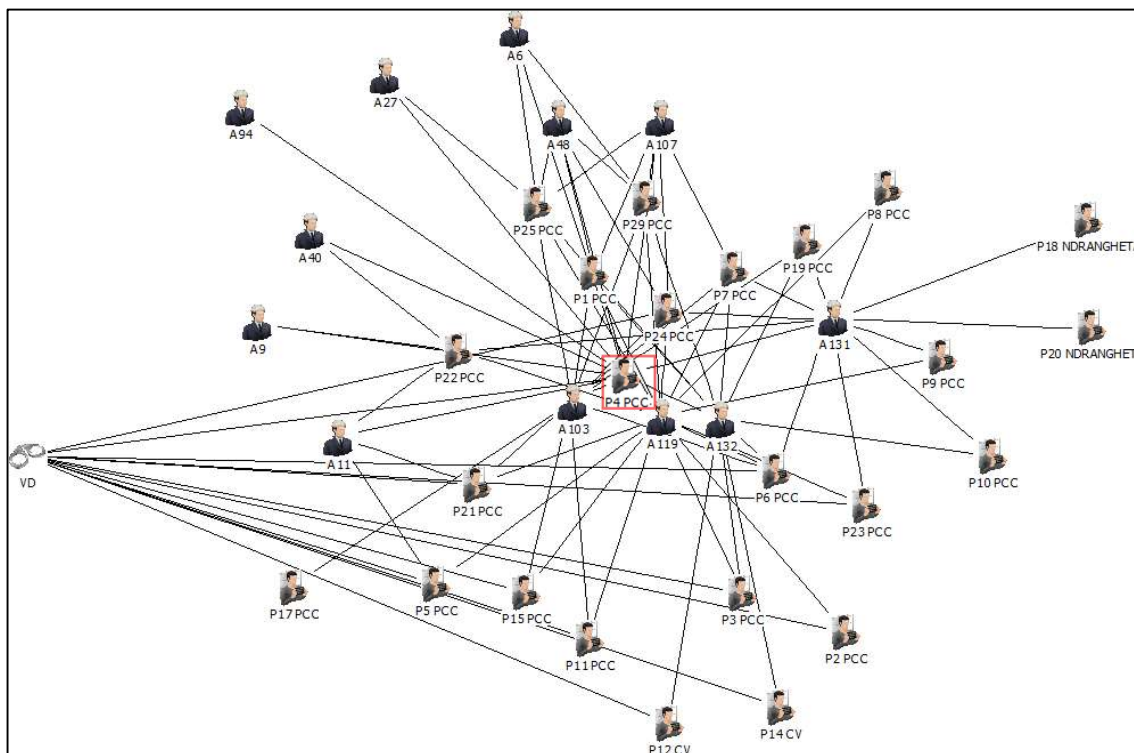 A6
A27
A94
A48
A107
P8 PCC
P25 PCC
P29 PCC
P18 NDRANGHET
A40
P19 PCC
P1 PCC
P7 PCC
P24 PCC
A9
A131
P20 NDRANGHET
P22 PCC
P9 PCC
P4 PCC
A103
A119
A132
A11
VD
P6 PCC
P10 PCC
P21 PCC
P23 PCC
P17 PCC
P5 PCC
P15 PCC
P3 PCC
P11 PCC
P2 PCC
P14 CV
P12 CV